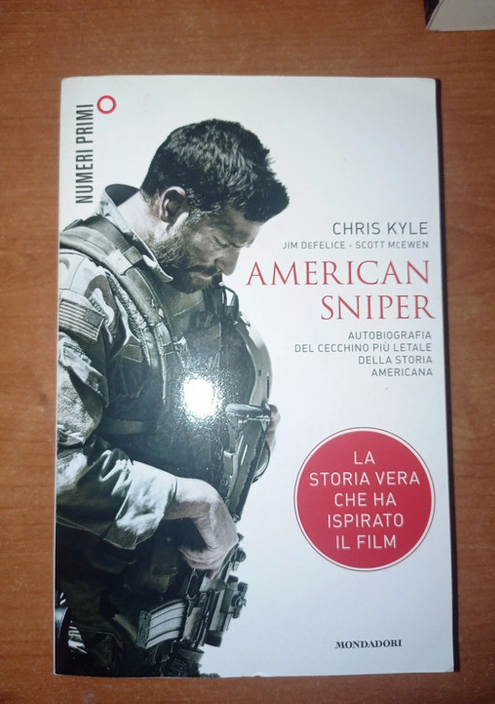 NUMERI PRIMI
CHRIS KYLE
JIM DEFELICE - SCOTT McEWEN
AMERICAN
SNIPER
AUTOBIOGRAFIA
DEL CECCHINO PIÙ LETALE
DELLA STORIA
AMERICANA
LA
STORIA VERA
CHE HA
ISPIRATO
IL FILM
MONDADORI